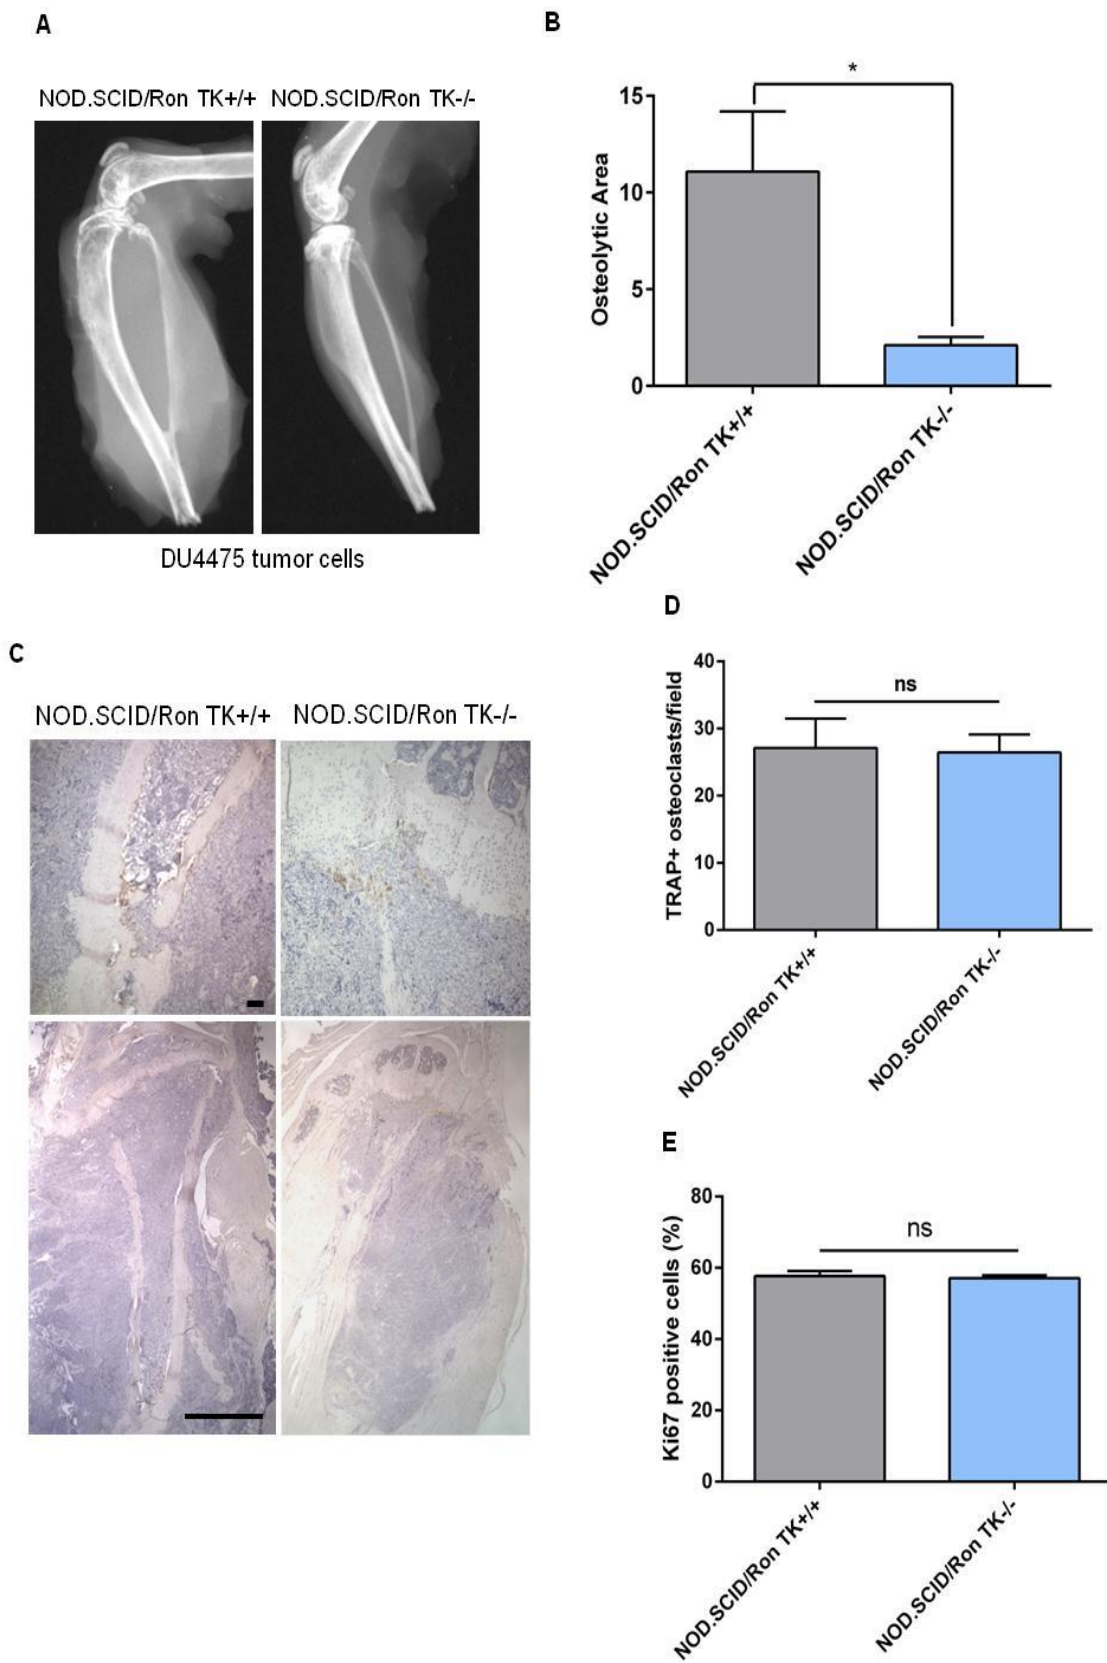 A
NOD.SCID/Ron TK+/+ NOD.SCID/Ron TK-/-
DU4475 tumor cells
B
*
15
10
5
0
Osteolytic Area
NOD.SCID/Ron TK+/+
NOD.SCID/Ron TK-/-
C
NOD.SCID/Ron TK+/+ NOD.SCID/Ron TK-/-
D
ns
40
30
20
10
0
TRAP+ osteoclasts/field
NOD.SCID/Ron TK+/+
NOD.SCID/Ron TK-/-
E
ns
80
60
40
20
0
Ki67 positive cells (%)
NOD.SCID/Ron TK+/+
NOD.SCID/Ron TK-/-